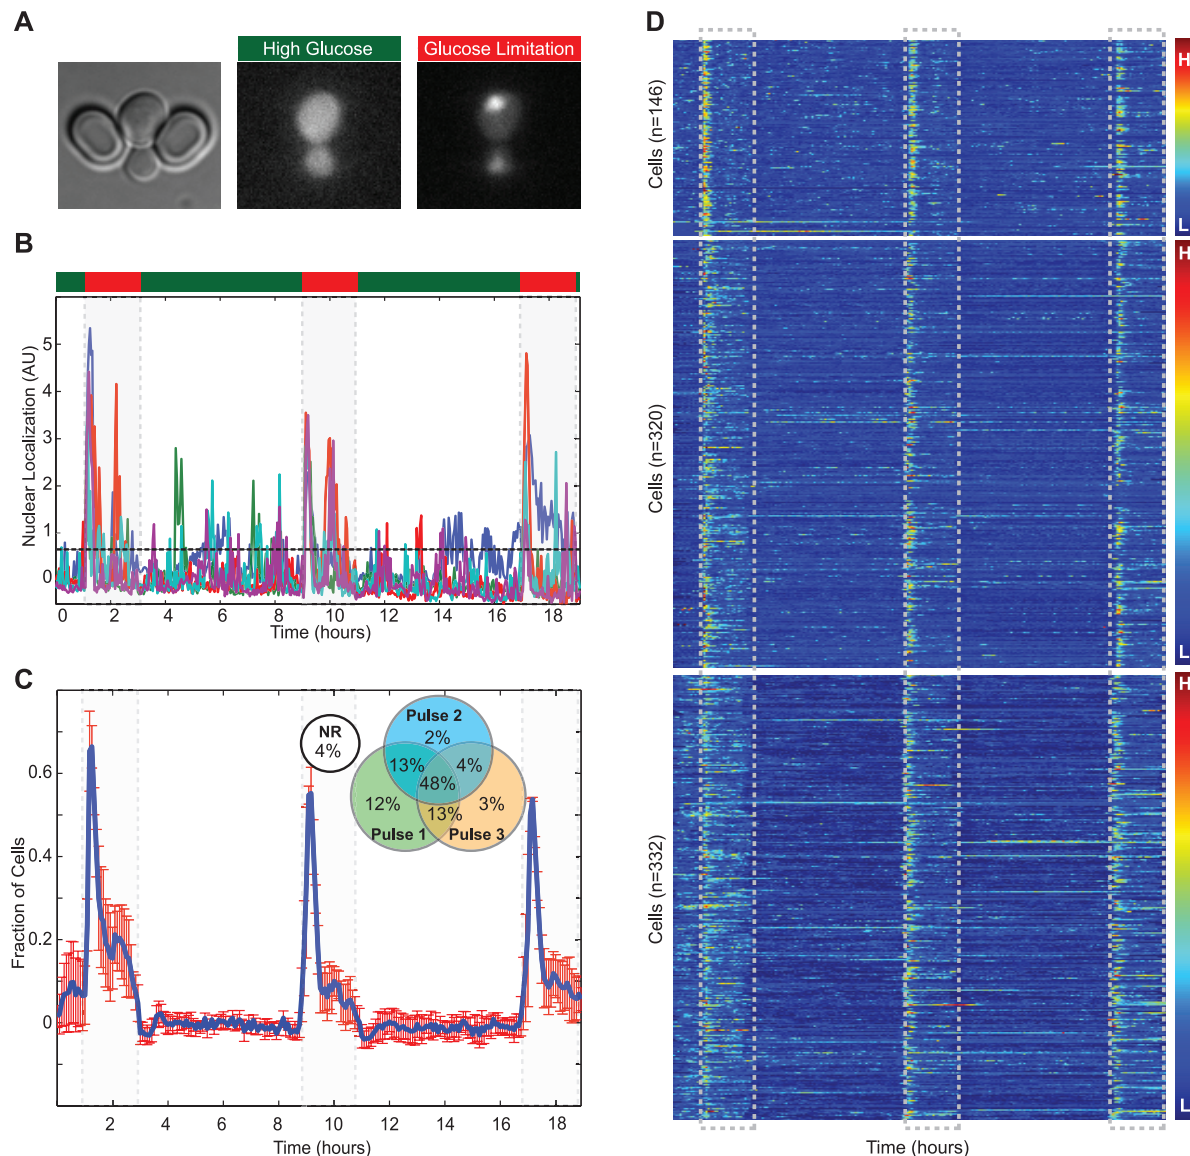 A
High Glucose
Glucose Limitation
B
Nuclear Localization (AU)
5
4
3
2
1
0
0 2 4 6 8 10 12 14 16 18
Time (hours)
C
Fraction of Cells
0.6
0.4
0.2
0
NR
4%
Pulse 2
2%
13%
4%
48%
12%
3%
13%
Pulse 1
Pulse 3
2 4 6 8 10 12 14 16 18
Time (hours)
D
Cells (n=146)
H
L
Cells (n=320)
H
L
Cells (n=332)
H
L
Time (hours)